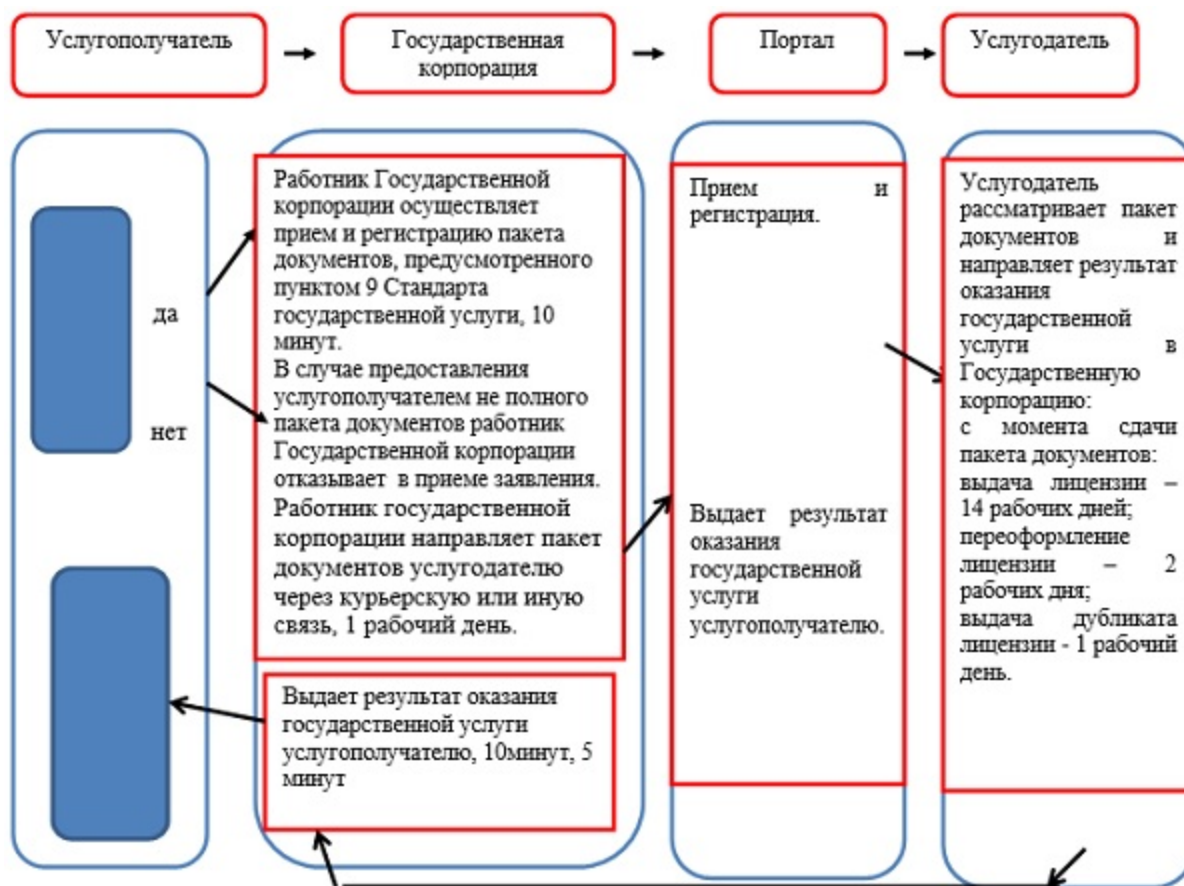 Услугополучатель
Государственная
корпорация
Портал
Услугодатель
да
нет
Работник Государственной
корпорации осуществляет
прием и регистрацию пакета
документов, предусмотренного
пунктом 9 Стандарта
государственной услуги, 10
минут.
В случае предоставления
услугополучателем не полного
пакета документов работник
Государственной корпорации
отказывает в приеме заявления.
Работник государственной
корпорации направляет пакет
документов услугодателю
через курьерскую или иную
связь, 1 рабочий день.
Выдает результат оказания
государственной услуги
услугополучателю, 10минут, 5
минут
Прием и
регистрация.
Выдает результат
оказания
государственной
услуги
услугополучателю.
Услугодатель
рассматривает пакет
документов и
направляет результат
оказания
государственной
услуги в
Государственную
корпорацию:
с момента сдачи
пакета документов:
выдача лицензии –
14 рабочих дней;
переоформление
лицензии – 2
рабочих дня;
выдача дубликата
лицензии - 1 рабочий
день.